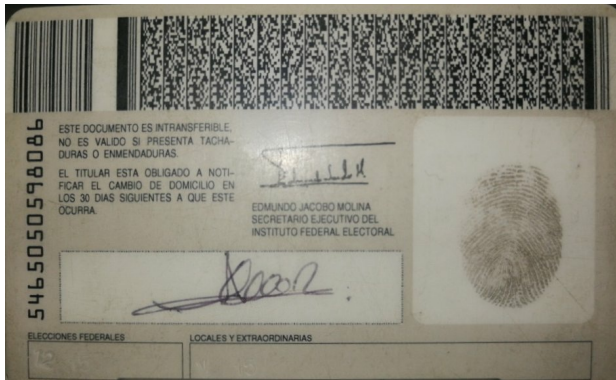 5465050598086
ESTE DOCUMENTO ES INTRANSFERIBLE,
NO ES VALIDO SI PRESENTA TACHA-
DURAS O ENMENDADURAS.
EL TITULAR ESTA OBLIGADO A NOTI-
FICAR EL CAMBIO DE DOMICILIO EN
LOS 30 DIAS SIGUIENTES A QUE ESTE
OCURRA.
EDMUNDO JACOBO MOLINA
SECRETARIO EJECUTIVO DEL
INSTITUTO FEDERAL ELECTORAL
ELECCIONES FEDERALES
LOCALES Y EXTRAORDINARIAS
12